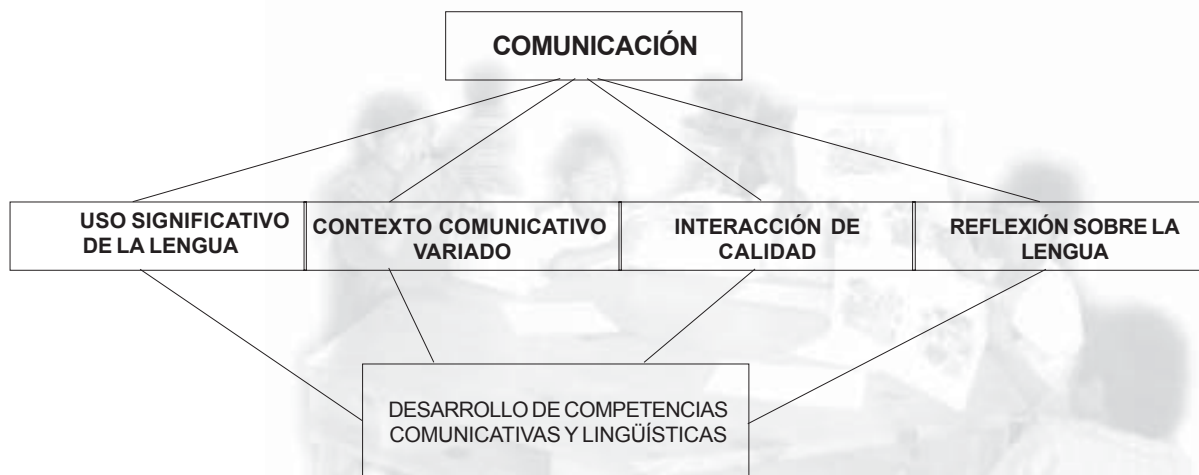 COMUNICACIÓN
USO SIGNIFICATIVO
DE LA LENGUA
CONTEXTO COMUNICATIVO
VARIADO
INTERACCIÓN DE
CALIDAD
REFLEXIÓN SOBRE LA
LENGUA
DESARROLLO DE COMPETENCIAS
COMUNICATIVAS Y LINGÜÍSTICAS